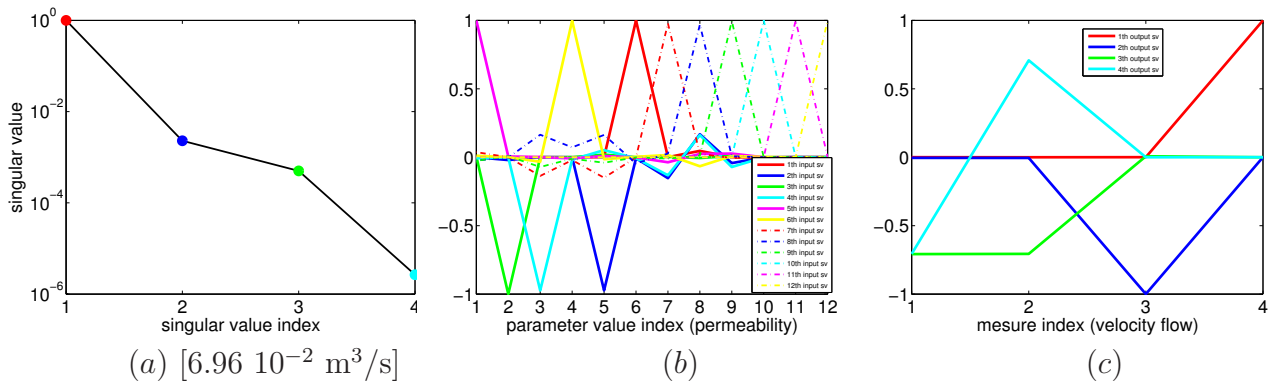 10^0
10^−2
10^−4
10^−6
singular value
1 2 3 4
singular value index
(a) [6.96 10^−2 m^3/s]
1
0.5
0
−0.5
−1
1 2 3 4 5 6 7 8 9 10 11 12
parameter value index (permeability)
1th input sv
2th input sv
3th input sv
4th input sv
5th input sv
6th input sv
7th input sv
8th input sv
9th input sv
10th input sv
11th input sv
12th input sv
(b)
1
0.5
0
−0.5
−1
1 2 3 4
mesure index (velocity flow)
1th output sv
2th output sv
3th output sv
4th output sv
(c)